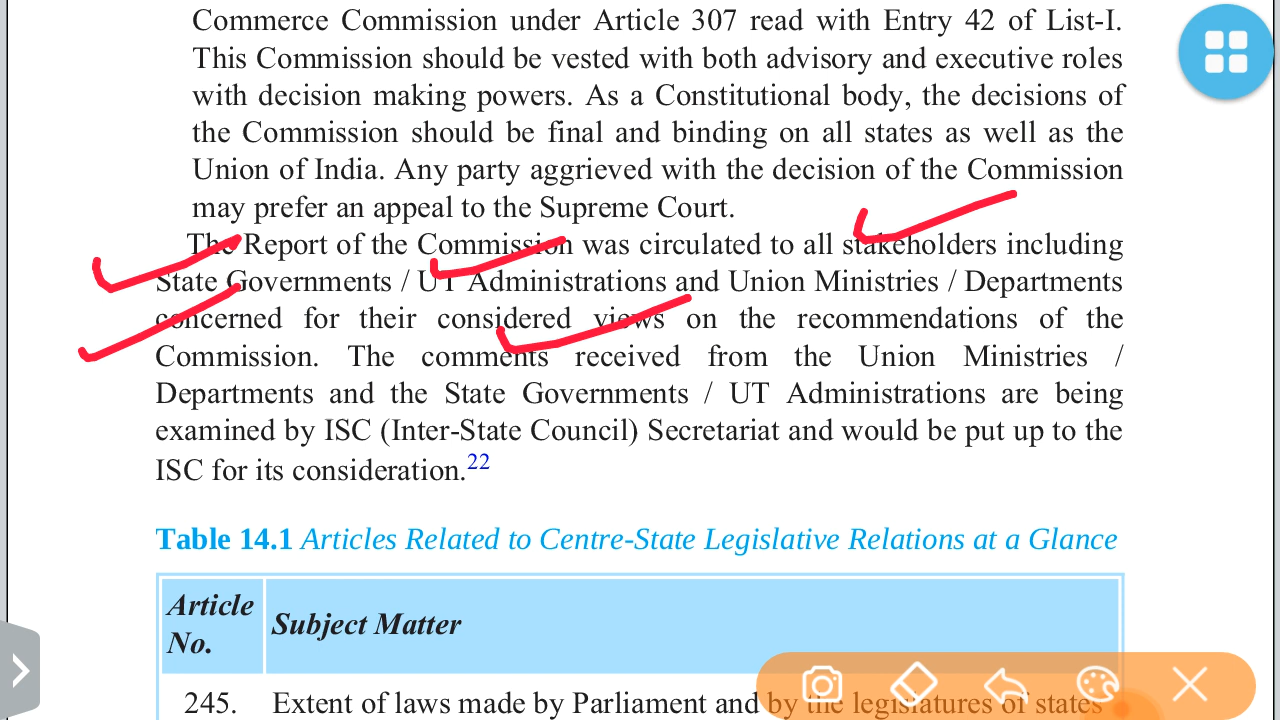 Commerce Commission under Article 307 read with Entry 42 of List-I.
This Commission should be vested with both advisory and executive roles
with decision making powers. As a Constitutional body, the decisions of
the Commission should be final and binding on all states as well as the
Union of India. Any party aggrieved with the decision of the Commission
may prefer an appeal to the Supreme Court.
The Report of the Commission was circulated to all stakeholders including
State Governments / UT Administrations and Union Ministries / Departments
concerned for their considered views on the recommendations of the
Commission. The comments received from the Union Ministries /
Departments and the State Governments / UT Administrations are being
examined by ISC (Inter-State Council) Secretariat and would be put up to the
ISC for its consideration.22
Table 14.1 Articles Related to Centre-State Legislative Relations at a Glance
Article
No.
Subject Matter
245. Extent of laws made by Parliament and by the legislatures of states